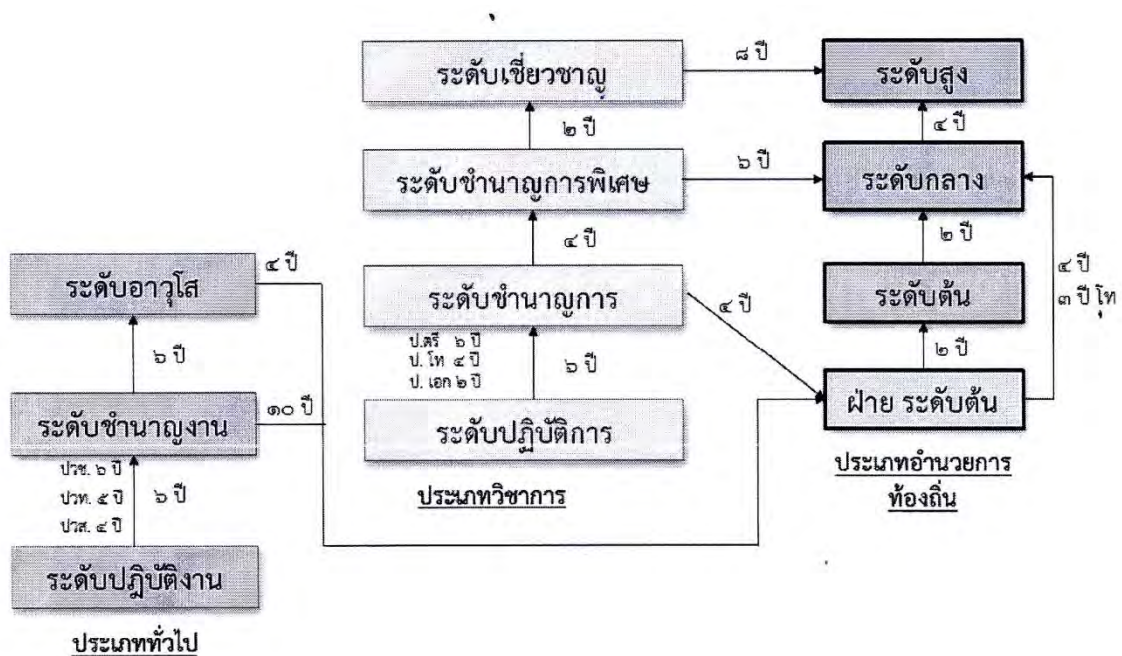 ระดับเชี่ยวชาญ
๘ ปี
ระดับสูง
๒ ปี
๔ ปี
ระดับชำนาญการพิเศษ
๖ ปี
ระดับกลาง
๔ ปี
๒ ปี
ระดับอาวุโส
๔ ปี
ระดับชำนาญการ
๔ ปี
ระดับต้น
๔ ปี
๓ ปี โท
๖ ปี
ป.ตรี ๖ ปี
ป. โท ๔ ปี
ป. เอก ๒ ปี
๖ ปี
๒ ปี
ระดับชำนาญงาน
๑๐ ปี
ระดับปฏิบัติการ
ฝ่าย ระดับต้น
ปวช. ๖ ปี
ปวท. ๕ ปี
ปวส. ๔ ปี
๖ ปี
ประเภทวิชาการ
ประเภทอำนวยการ
ท้องถิ่น
ระดับปฏิบัติงาน
ประเภททั่วไป